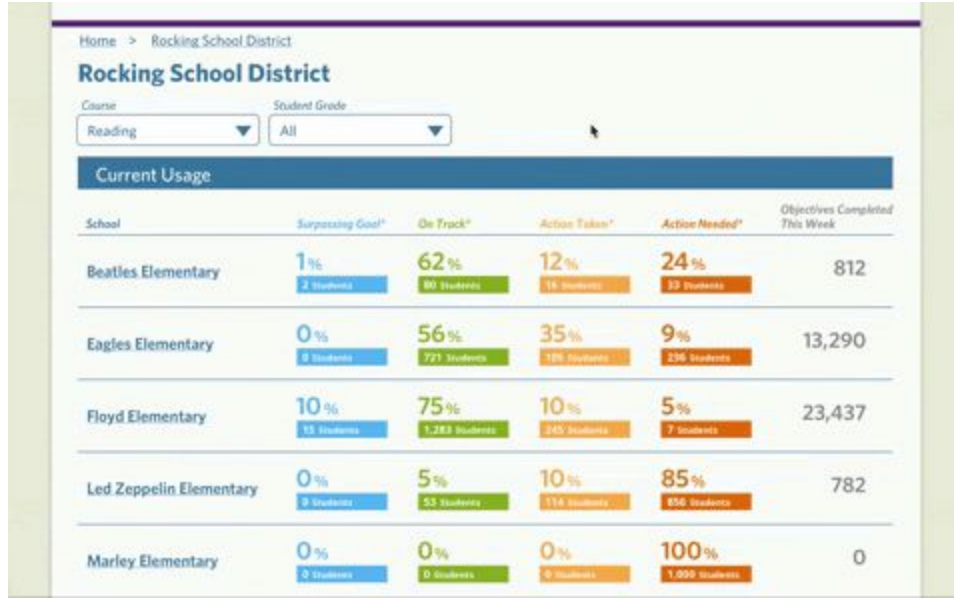 Home > Rocking School District
Rocking School District
Course
Student Grade
Reading
All
Current Usage
School
Surpassing Goal*
On Track*
Action Taken*
Action Needed*
Objectives Completed
This Week
Beatles Elementary
1%
2 Students
62%
80 Students
12%
16 Students
24%
33 Students
812
Eagles Elementary
0%
0 Students
56%
721 Students
35%
Students
9%
236 Students
13,290
Floyd Elementary
10%
Students
75%
1,283 Students
10%
245 Students
5%
7 Students
23,437
Led Zeppelin Elementary
0%
0 Students
5%
53 Students
10%
114 Students
85%
856 Students
782
Marley Elementary
0%
0 Students
0%
0 Students
0%
0 Students
100%
1,000 Students
0